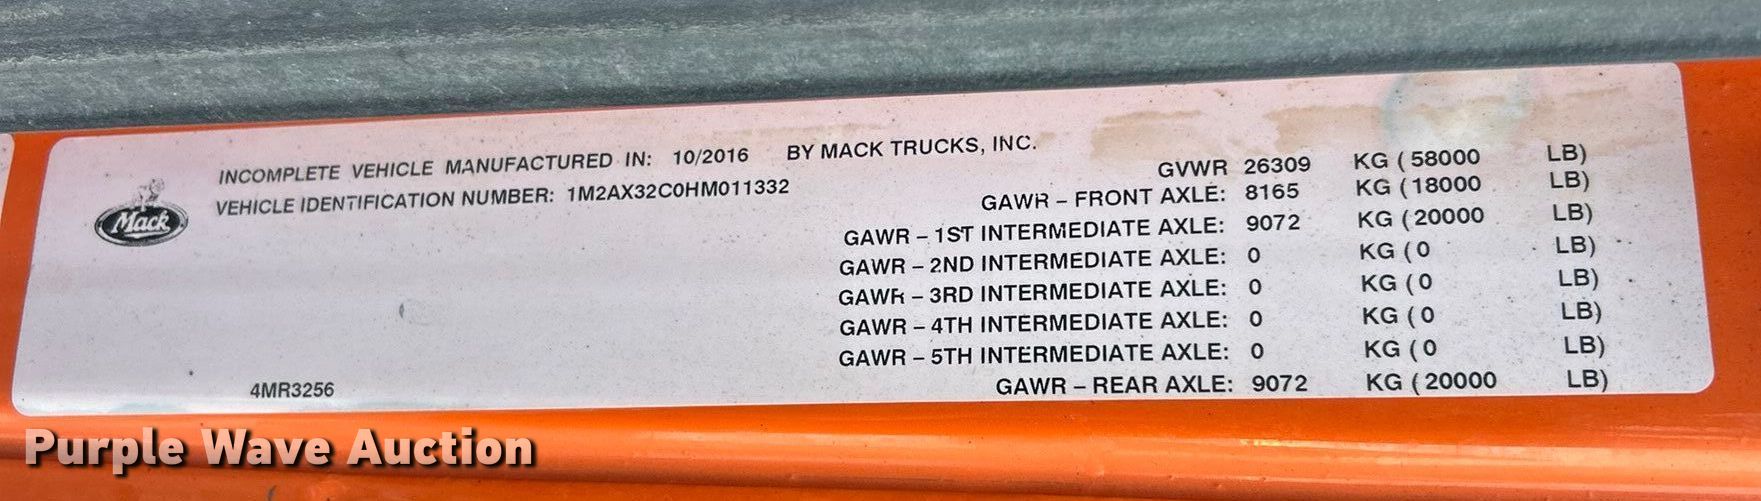 INCOMPLETE VEHICLE MANUFACTURED IN: 10/2016 BY MACK TRUCKS, INC.
VEHICLE IDENTIFICATION NUMBER: 1M2AX32C0HM011332
Mack
GVWR 26309 KG (58000 LB)
GAWR - FRONT AXLE: 8165 KG (18000 LB)
GAWR - 1ST INTERMEDIATE AXLE: 9072 KG (20000 LB)
GAWR - 2ND INTERMEDIATE AXLE: 0 KG (0 LB)
GAWR - 3RD INTERMEDIATE AXLE: 0 KG (0 LB)
GAWR - 4TH INTERMEDIATE AXLE: 0 KG (0 LB)
GAWR - 5TH INTERMEDIATE AXLE: 0 KG (0 LB)
GAWR - REAR AXLE: 9072 KG (20000 LB)
4MR3256
Purple Wave Auction